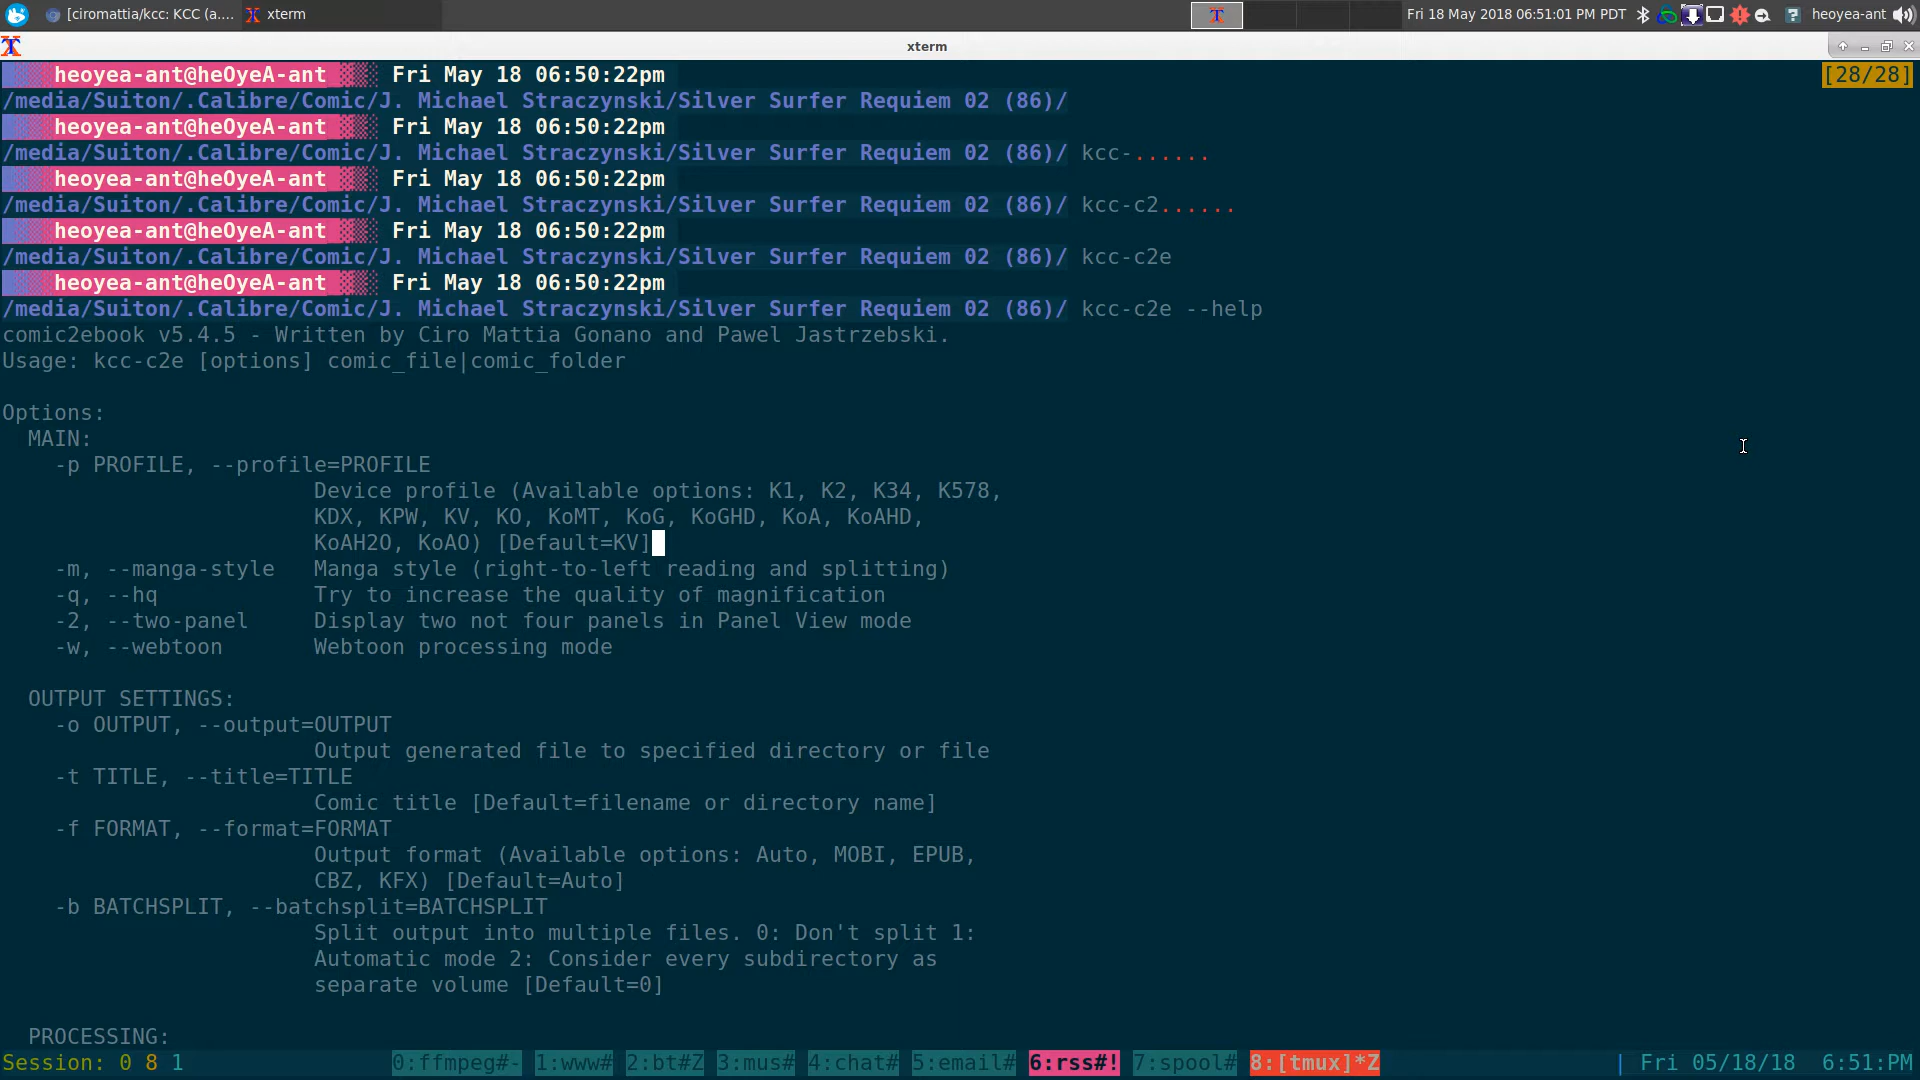 [ciromattia/kcc: KCC (a.... xterm Fri 18 May 2018 06:51:01 PM PDT heoyea-ant
xterm
heoyea-ant@heOyeA-ant Fri May 18 06:50:22pm [28/28]
/media/Suiton/.Calibre/Comic/J. Michael Straczynski/Silver Surfer Requiem 02 (86)/
heoyea-ant@heOyeA-ant Fri May 18 06:50:22pm
/media/Suiton/.Calibre/Comic/J. Michael Straczynski/Silver Surfer Requiem 02 (86)/ kcc-......
heoyea-ant@heOyeA-ant Fri May 18 06:50:22pm
/media/Suiton/.Calibre/Comic/J. Michael Straczynski/Silver Surfer Requiem 02 (86)/ kcc-c2......
heoyea-ant@heOyeA-ant Fri May 18 06:50:22pm
/media/Suiton/.Calibre/Comic/J. Michael Straczynski/Silver Surfer Requiem 02 (86)/ kcc-c2e
heoyea-ant@heOyeA-ant Fri May 18 06:50:22pm
/media/Suiton/.Calibre/Comic/J. Michael Straczynski/Silver Surfer Requiem 02 (86)/ kcc-c2e --help
comic2ebook v5.4.5 - Written by Ciro Mattia Gonano and Pawel Jastrzebski.
Usage: kcc-c2e [options] comic_file|comic_folder
Options:
MAIN:
-p PROFILE, --profile=PROFILE
Device profile (Available options: K1, K2, K34, K578,
KDX, KPW, KV, KO, KoMT, KoG, KoGHD, KoA, KoAHD,
KoAH2O, KoAO) [Default=KV]
-m, --manga-style Manga style (right-to-left reading and splitting)
-q, --hq Try to increase the quality of magnification
-2, --two-panel Display two not four panels in Panel View mode
-w, --webtoon Webtoon processing mode
OUTPUT SETTINGS:
-o OUTPUT, --output=OUTPUT
Output generated file to specified directory or file
-t TITLE, --title=TITLE
Comic title [Default=filename or directory name]
-f FORMAT, --format=FORMAT
Output format (Available options: Auto, MOBI, EPUB,
CBZ, KFX) [Default=Auto]
-b BATCHSPLIT, --batchsplit=BATCHSPLIT
Split output into multiple files. 0: Don't split 1:
Automatic mode 2: Consider every subdirectory as
separate volume [Default=0]
PROCESSING:
Session: 0 8 1 0:ffmpeg#- 1:www# 2:bt#Z 3:mus# 4:chat# 5:email# 6:rss#! 7:spool# 8:[tmux]*Z | Fri 05/18/18 6:51:PM